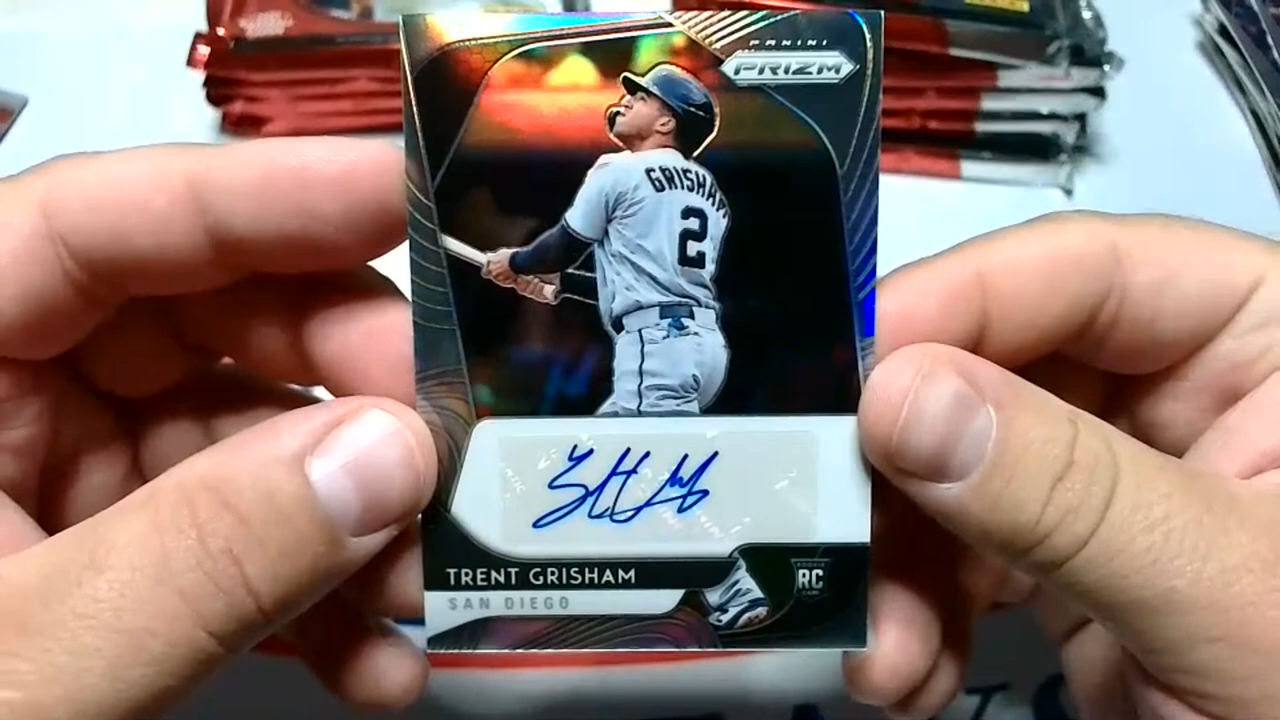 PANINI
PRIZM
GRISHAM
2
TRENT GRISHAM
SAN DIEGO
ROOKIE
RC
CARD